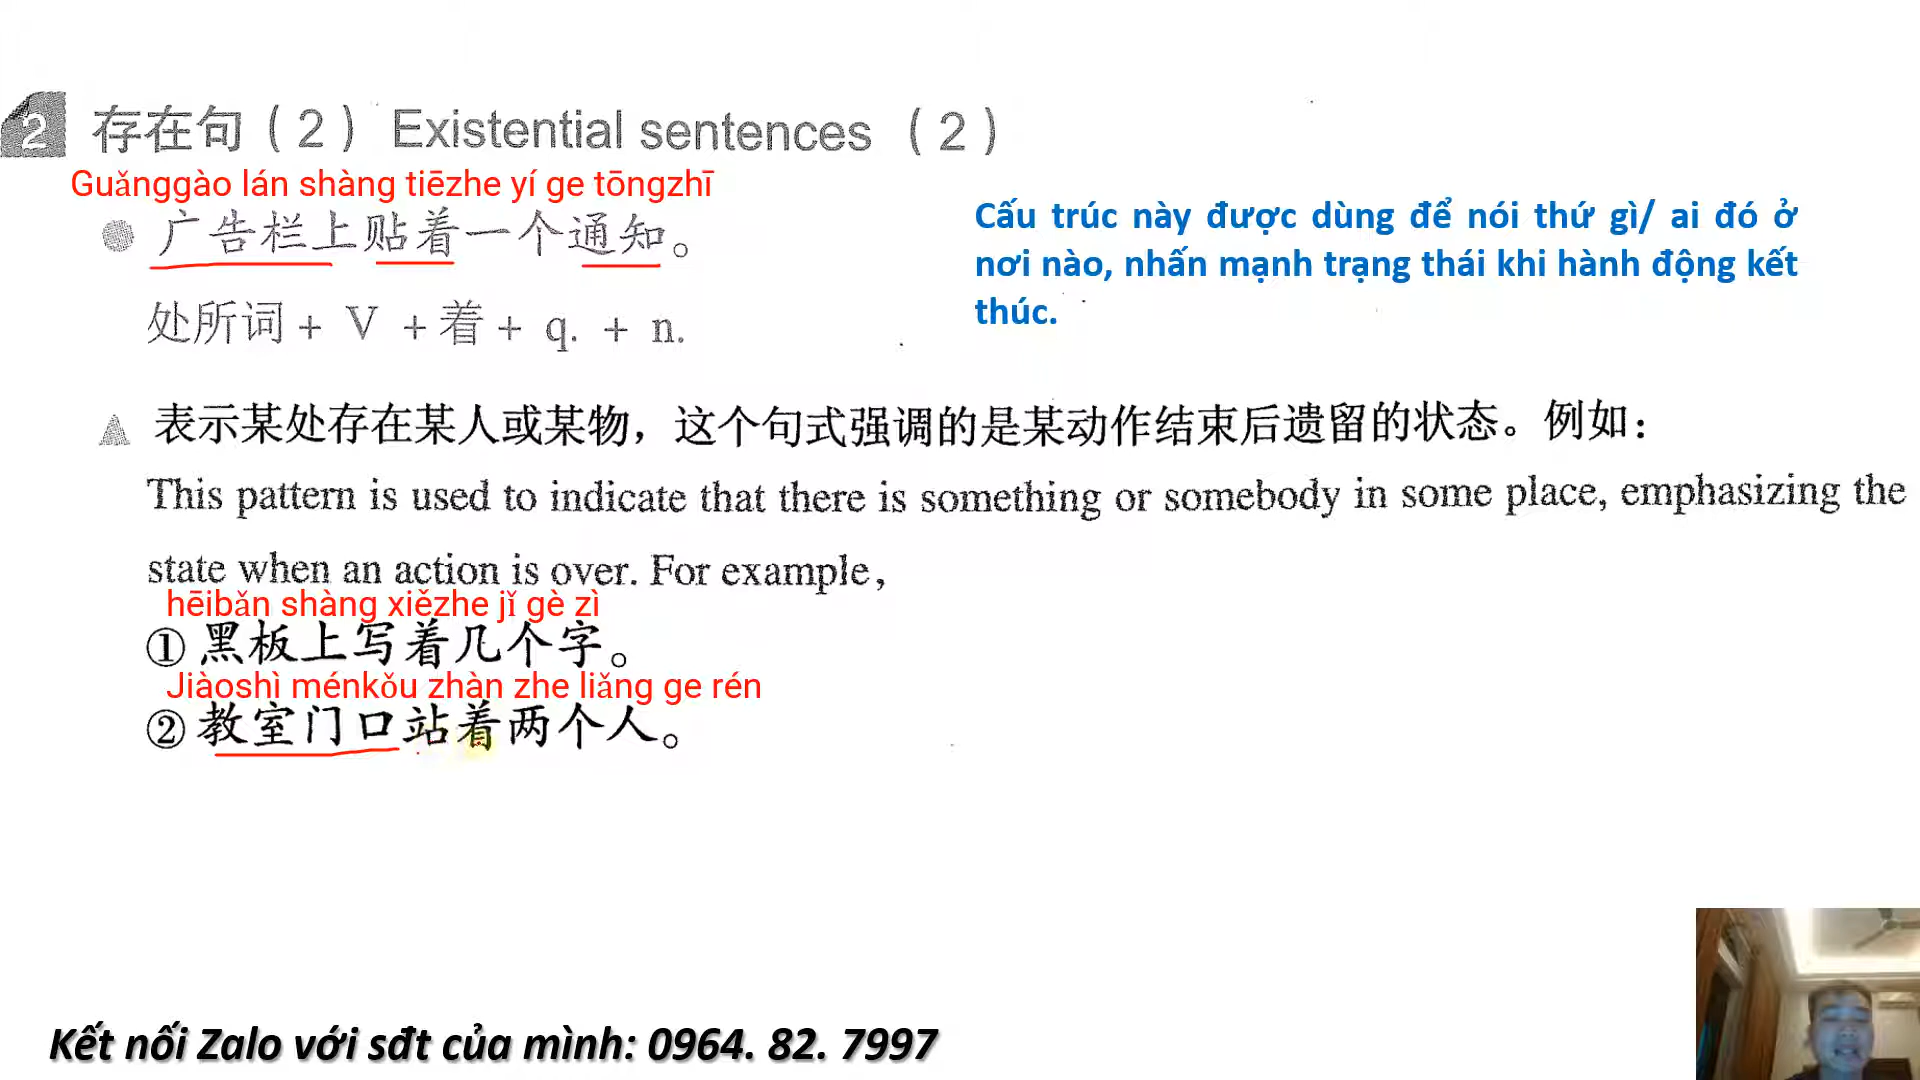 2 存在句（2） Existential sentences （2）
Guǎnggào lán shàng tiēzhe yí ge tōngzhī
广告栏上贴着一个通知。
Cấu trúc này được dùng để nói thứ gì/ ai đó ở
nơi nào, nhấn mạnh trạng thái khi hành động kết
thúc.
处所词 + V + 着 + q. + n.
表示某处存在某人或某物，这个句式强调的是某动作结束后遗留的状态。例如：
This pattern is used to indicate that there is something or somebody in some place, emphasizing the
state when an action is over. For example,
hēibǎn shàng xiězhe jǐ gè zì
① 黑板上写着几个字。
Jiàoshì ménkǒu zhàn zhe liǎng ge rén
② 教室门口站着两个人。
Kết nối Zalo với sđt của mình: 0964. 82. 7997